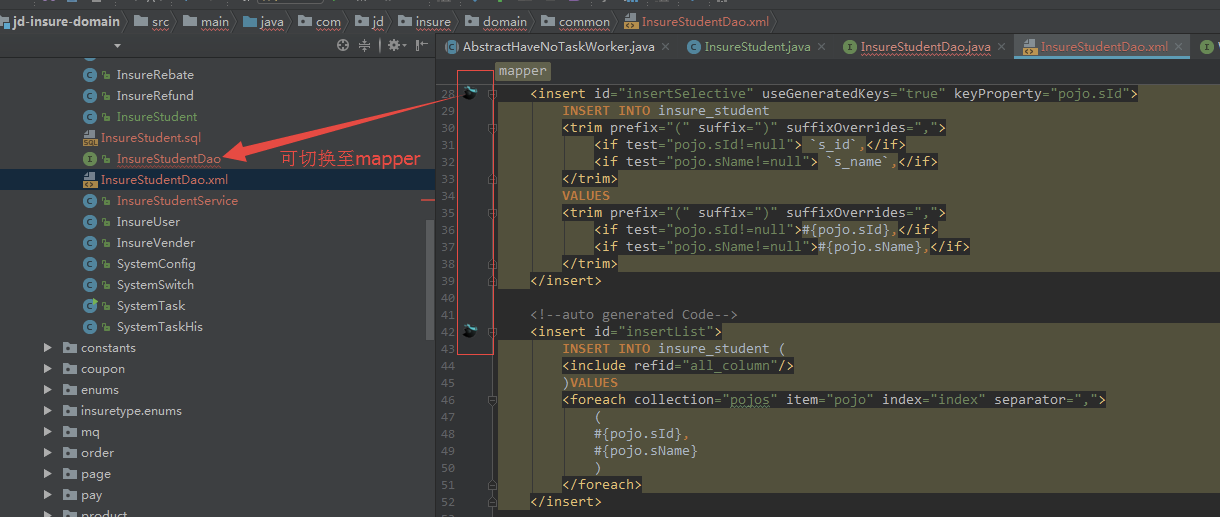 jd-insure-domain src main java com jd insure domain common InsureStudentDao.xml
AbstractHaveNoTaskWorker.java InsureStudent.java InsureStudentDao.java InsureStudentDao.xml
mapper
InsureRebate
InsureRefund
InsureStudent
InsureStudent.sql
InsureStudentDao
可切换至mapper
InsureStudentDao.xml
InsureStudentService
InsureUser
InsureVender
SystemConfig
SystemSwitch
SystemTask
SystemTaskHis
constants
coupon
enums
insuretype.enums
mq
order
page
pay
product
28 <insert id="insertSelective" useGeneratedKeys="true" keyProperty="pojo.sId">
29 INSERT INTO insure_student
30 <trim prefix="(" suffix=")" suffixOverrides=",">
31 <if test="pojo.sId!=null"> `s_id`,</if>
32 <if test="pojo.sName!=null"> `s_name`,</if>
33 </trim>
34 VALUES
35 <trim prefix="(" suffix=")" suffixOverrides=",">
36 <if test="pojo.sId!=null">#{pojo.sId},</if>
37 <if test="pojo.sName!=null">#{pojo.sName},</if>
38 </trim>
39 </insert>
40
41 <!--auto generated Code-->
42 <insert id="insertList">
43 INSERT INTO insure_student (
44 <include refid="all_column"/>
45 )VALUES
46 <foreach collection="pojos" item="pojo" index="index" separator=",">
47 (
48 #{pojo.sId},
49 #{pojo.sName}
50 )
51 </foreach>
52 </insert>